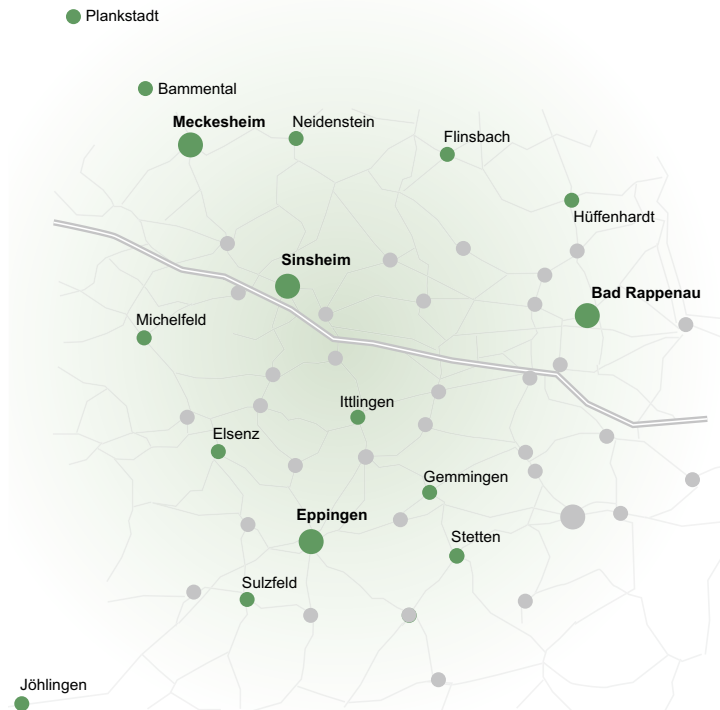 Plankstadt
Bammental
Meckesheim
Neidenstein
Flinsbach
Hüffenhardt
Sinsheim
Bad Rappenau
Michelfeld
Ittlingen
Elsenz
Gemmingen
Eppingen
Stetten
Sulzfeld
Jöhlingen